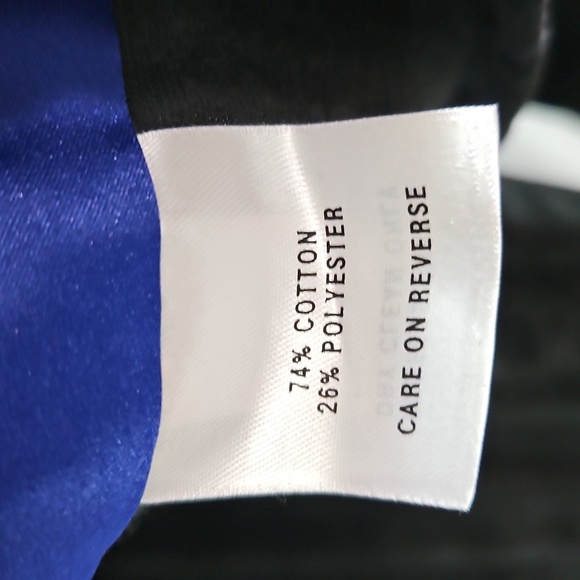 74% COTTON
26% POLYESTER
CARE ON REVERSE